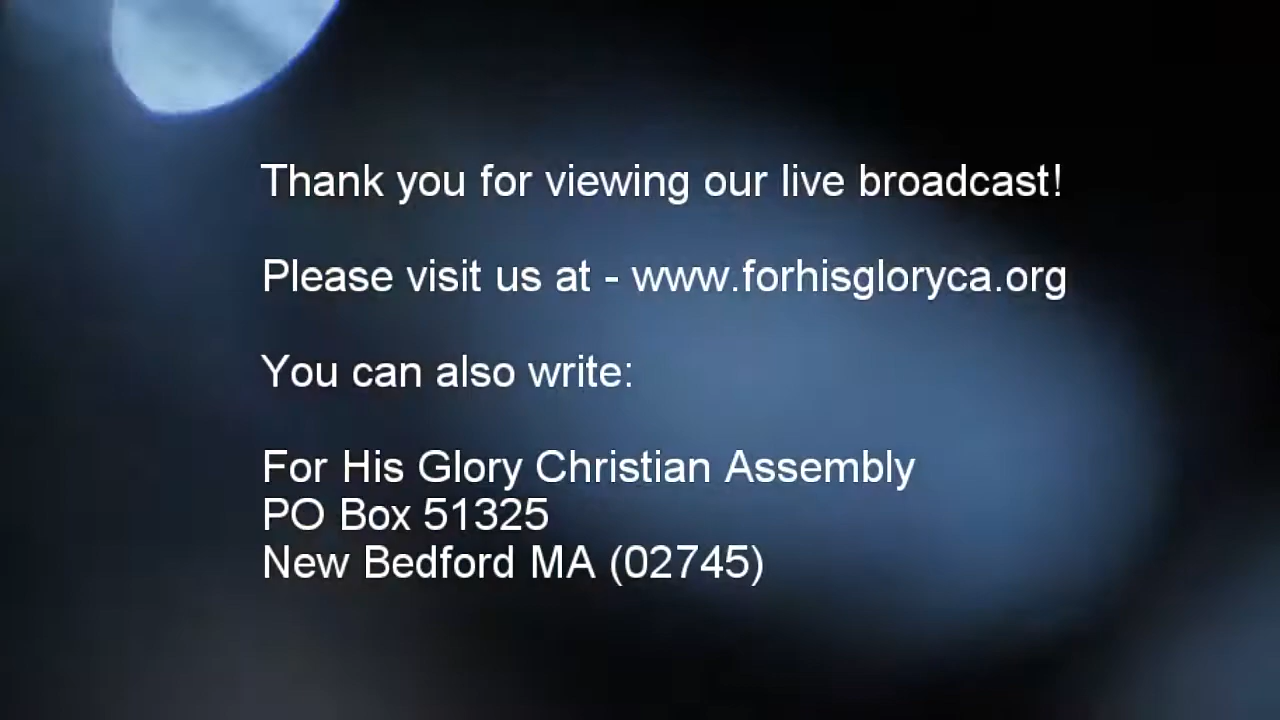 Thank you for viewing our live broadcast!
Please visit us at - www.forhisgloryca.org
You can also write:
For His Glory Christian Assembly
PO Box 51325
New Bedford MA (02745)